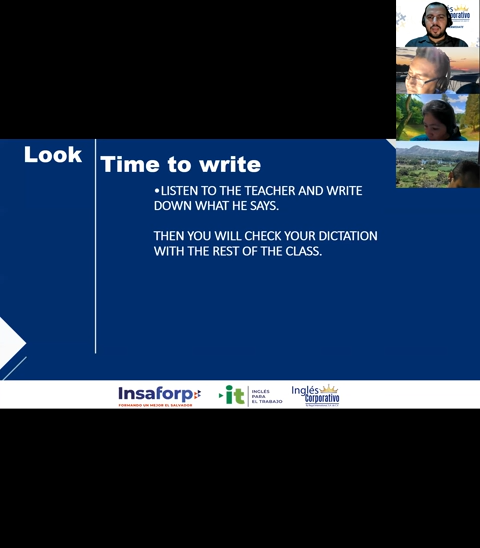 Look
Time to write
•LISTEN TO THE TEACHER AND WRITE
DOWN WHAT HE SAYS.
THEN YOU WILL CHECK YOUR DICTATION
WITH THE REST OF THE CLASS.
Insaforp
FORMANDO UN MEJOR EL SALVADOR
it
INGLÉS
PARA
EL TRABAJO
Inglés
Corporativo